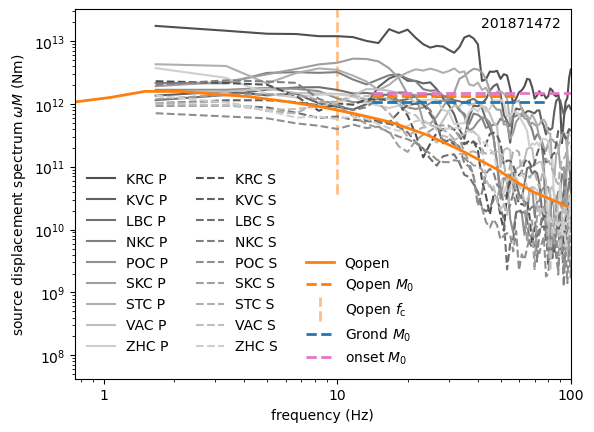 201871472
source displacement spectrum ωM (Nm)
10¹³
10¹²
10¹¹
10¹⁰
10⁹
10⁸
KRC P
KVC P
LBC P
NKC P
POC P
SKC P
STC P
VAC P
ZHC P
KRC S
KVC S
LBC S
NKC S
POC S
SKC S
STC S
VAC S
ZHC S
Qopen
Qopen M₀
Qopen f_c
Grond M₀
onset M₀
1 10 100
frequency (Hz)